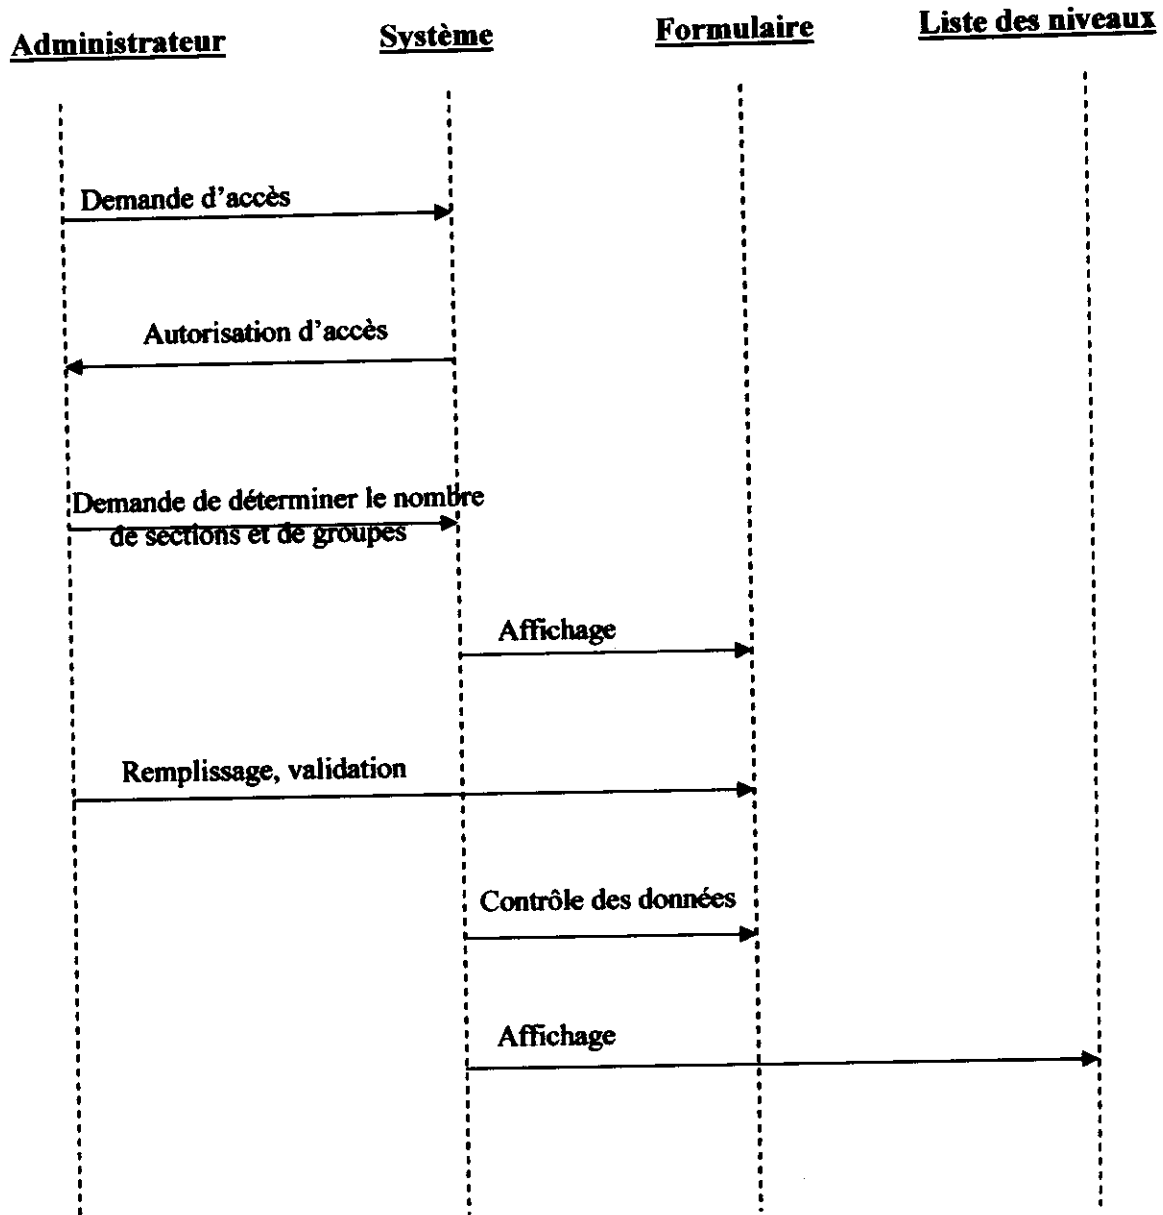 Administrateur
Système
Formulaire
Liste des niveaux
Demande d'accès
Autorisation d'accès
Demande de déterminer le nombre
de sections et de groupes
Affichage
Remplissage, validation
Contrôle des données
Affichage